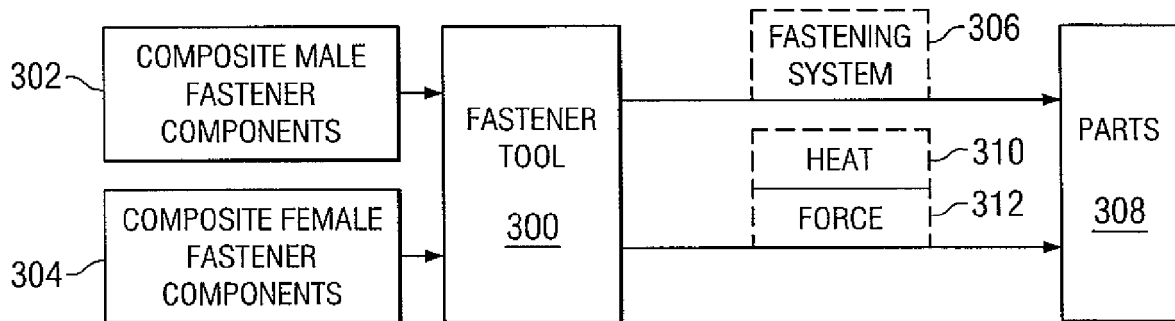 302
COMPOSITE MALE
FASTENER
COMPONENTS
304
COMPOSITE FEMALE
FASTENER
COMPONENTS
FASTENER
TOOL
300
FASTENING
SYSTEM
306
HEAT
310
FORCE
312
PARTS
308